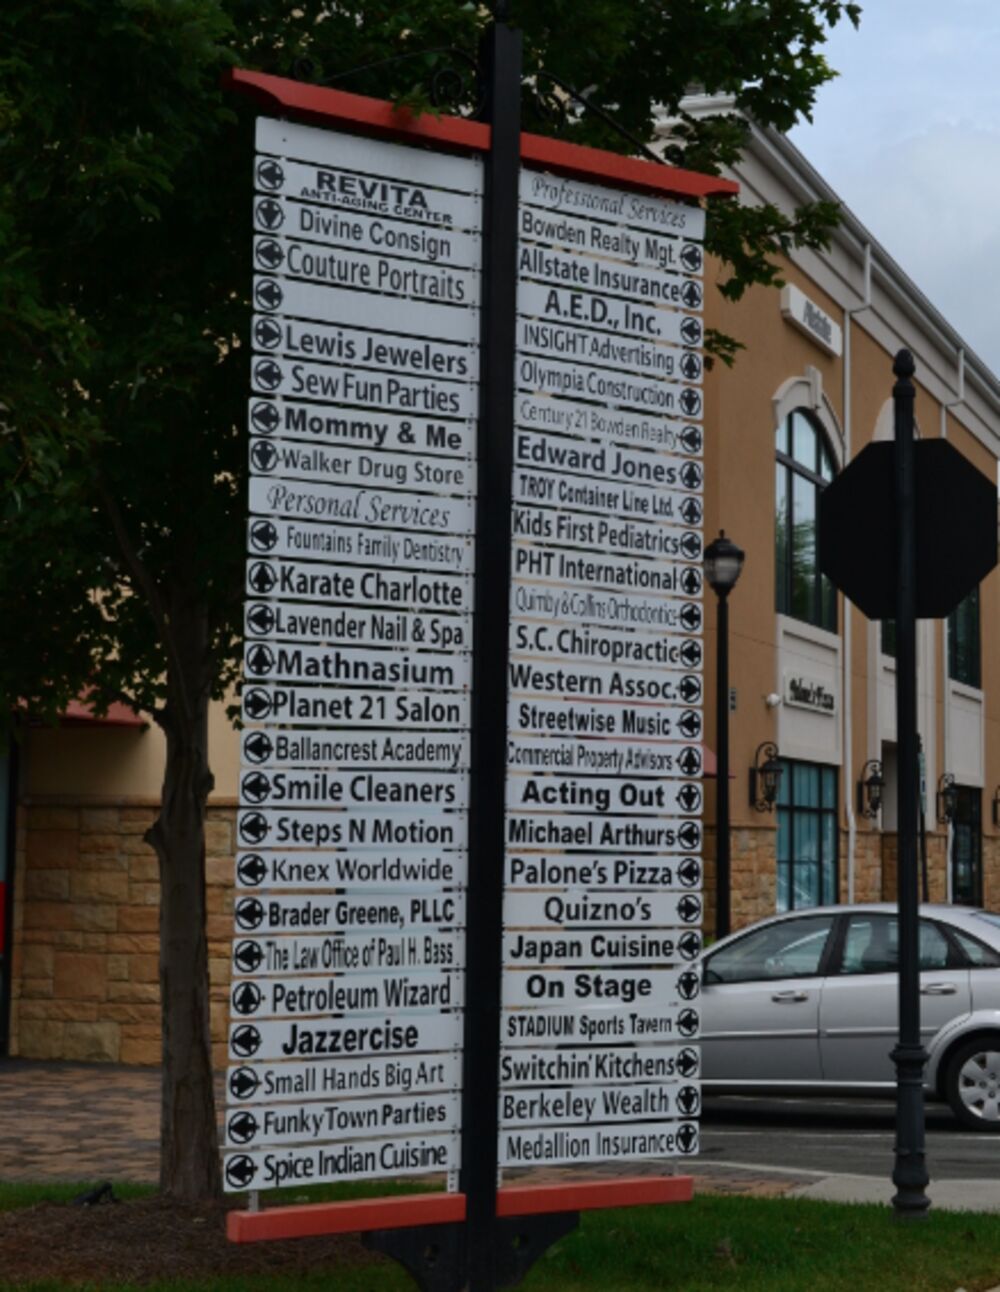 REVITA
ANTI-AGING CENTER
Divine Consign
Couture Portraits
Lewis Jewelers
Sew Fun Parties
Mommy & Me
Walker Drug Store
Personal Services
Fountains Family Dentistry
Karate Charlotte
Lavender Nail & Spa
Mathnasium
Planet 21 Salon
Ballancrest Academy
Smile Cleaners
Steps N Motion
Knex Worldwide
Brader Greene, PLLC
The Law Office of Paul H. Bass
Petroleum Wizard
Jazzercise
Small Hands Big Art
Funky Town Parties
Spice Indian Cuisine
Professional Services
Bowden Realty Mgt.
Allstate Insurance
A.E.D., Inc.
INSIGHT Advertising
Olympia Construction
Century 21 Bowden Realty
Edward Jones
TROY Container Line Ltd.
Kids First Pediatrics
PHT International
Quimby & Collins Orthodontics
S.C. Chiropractic
Western Assoc.
Streetwise Music
Commercial Property Advisors
Acting Out
Michael Arthurs
Palone's Pizza
Quizno's
Japan Cuisine
On Stage
STADIUM Sports Tavern
Switchin' Kitchens
Berkeley Wealth
Medallion Insurance